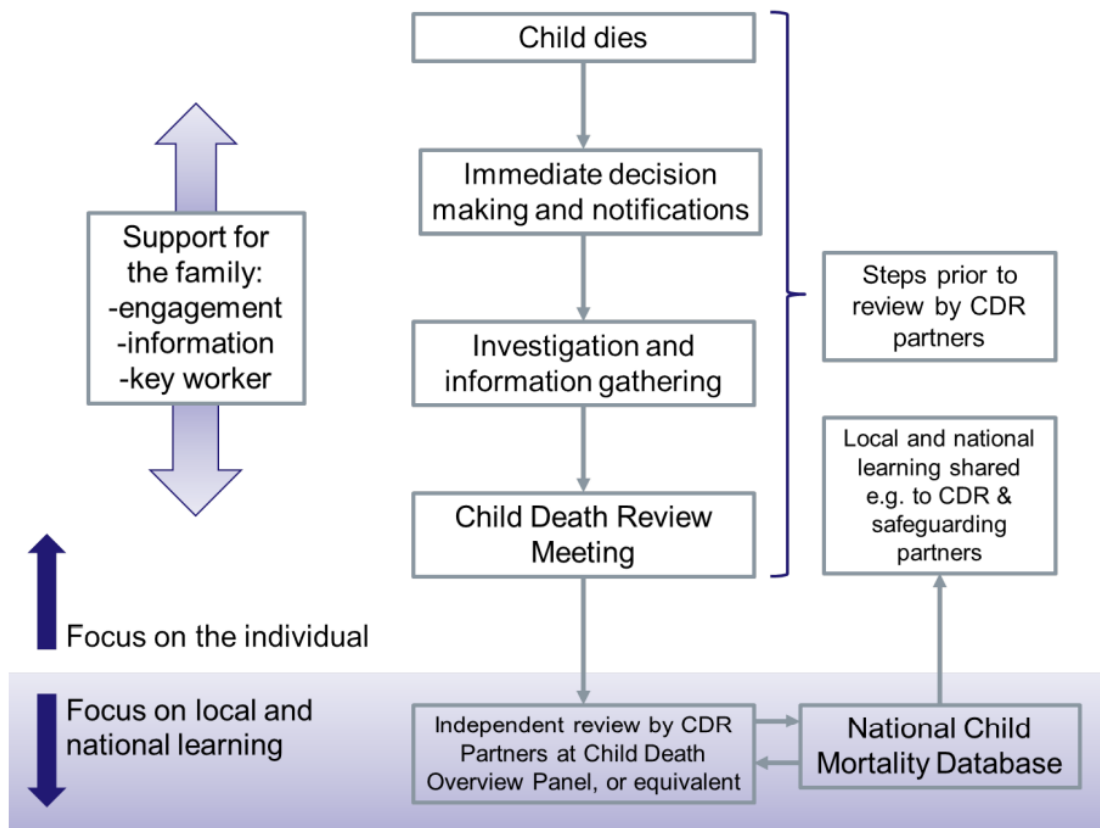 Child dies
Immediate decision
making and notifications
Support for
the family:
-engagement
-information
-key worker
Steps prior to
review by CDR
partners
Investigation and
information gathering
Local and national
learning shared
e.g. to CDR &
safeguarding
partners
Child Death Review
Meeting
Focus on the individual
Focus on local and
national learning
Independent review by CDR
Partners at Child Death
Overview Panel, or equivalent
National Child
Mortality Database